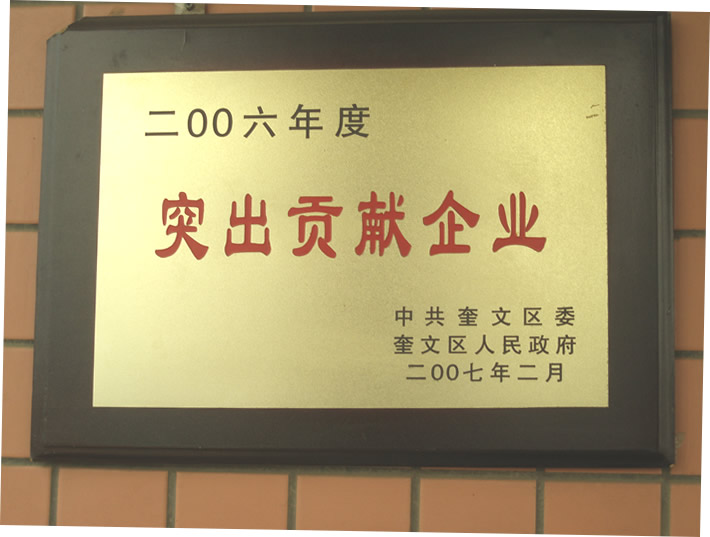 二00六年度
突出贡献企业
中共奎文区委
奎文区人民政府
二00七年二月